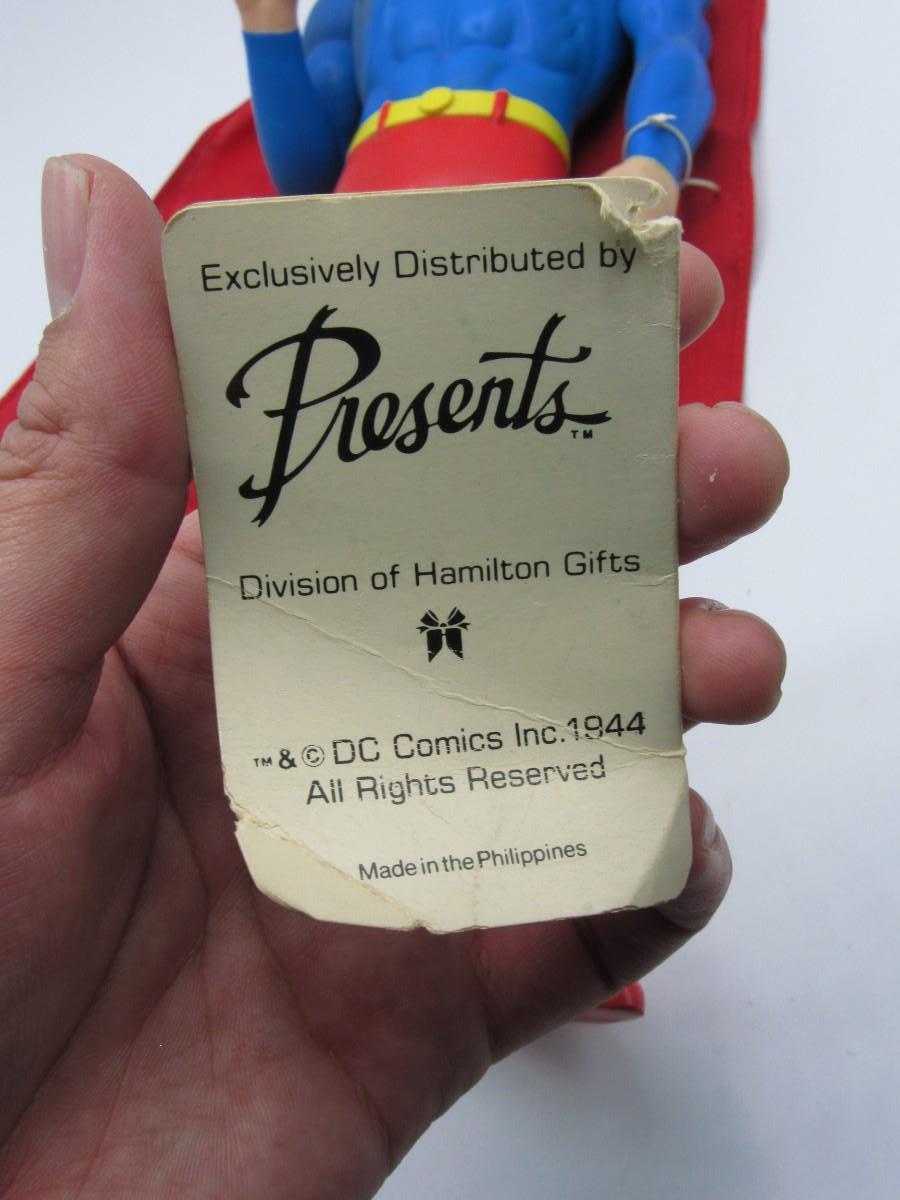 Exclusively Distributed by
Presents™
Division of Hamilton Gifts
™ & © DC Comics Inc.1944
All Rights Reserved
Made in the Philippines